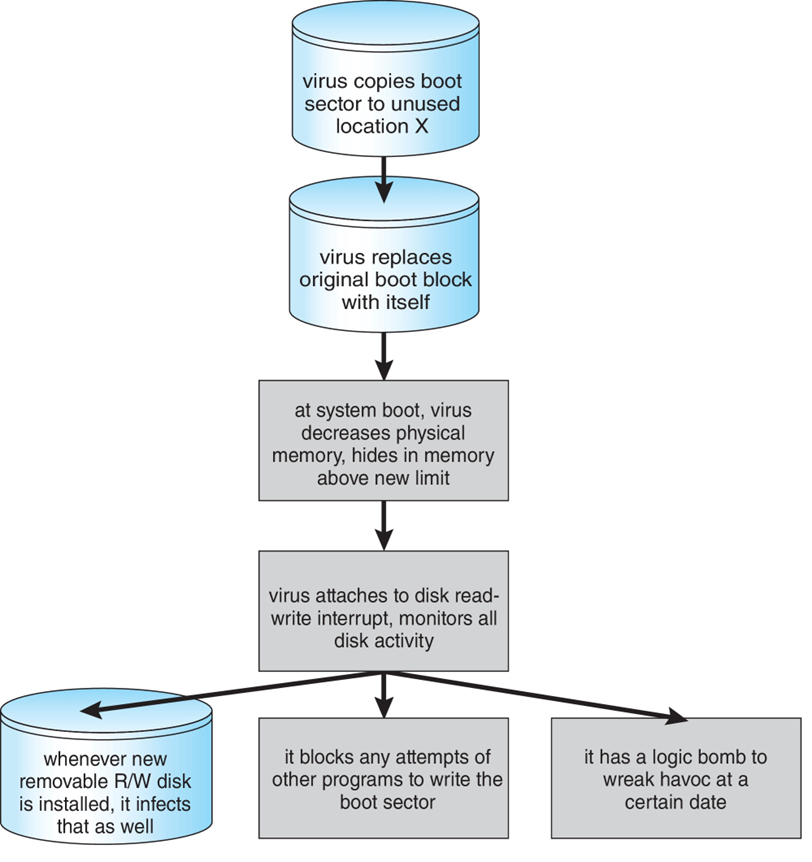 virus copies boot
sector to unused
location X
virus replaces
original boot block
with itself
at system boot, virus
decreases physical
memory, hides in memory
above new limit
virus attaches to disk read-
write interrupt, monitors all
disk activity
whenever new
removable R/W disk
is installed, it infects
that as well
it blocks any attempts of
other programs to write the
boot sector
it has a logic bomb to
wreak havoc at a
certain date